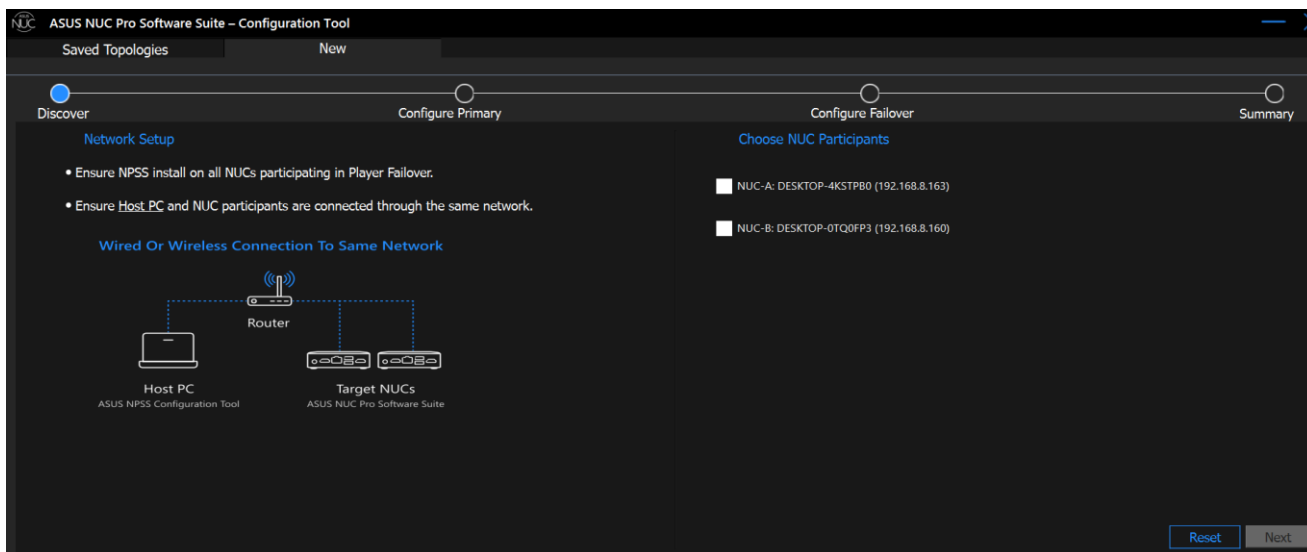 NUC ASUS NUC Pro Software Suite – Configuration Tool
Saved Topologies New
Discover Configure Primary Configure Failover Summary
Network Setup
• Ensure NPSS install on all NUCs participating in Player Failover.
• Ensure Host PC and NUC participants are connected through the same network.
Wired Or Wireless Connection To Same Network
Router
Host PC
ASUS NPSS Configuration Tool
Target NUCs
ASUS NUC Pro Software Suite
Choose NUC Participants
NUC-A: DESKTOP-4KSTPB0 (192.168.8.163)
NUC-B: DESKTOP-0TQ0FP3 (192.168.8.160)
Reset Next